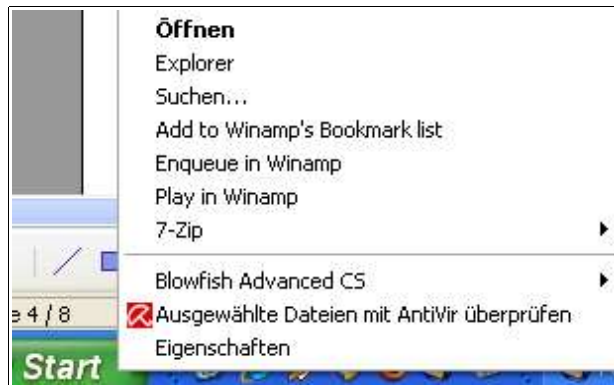 Öffnen
Explorer
Suchen...
Add to Winamp's Bookmark list
Enqueue in Winamp
Play in Winamp
7-Zip
Blowfish Advanced CS
Ausgewählte Dateien mit AntiVir überprüfen
Eigenschaften
e 4 / 8
Start